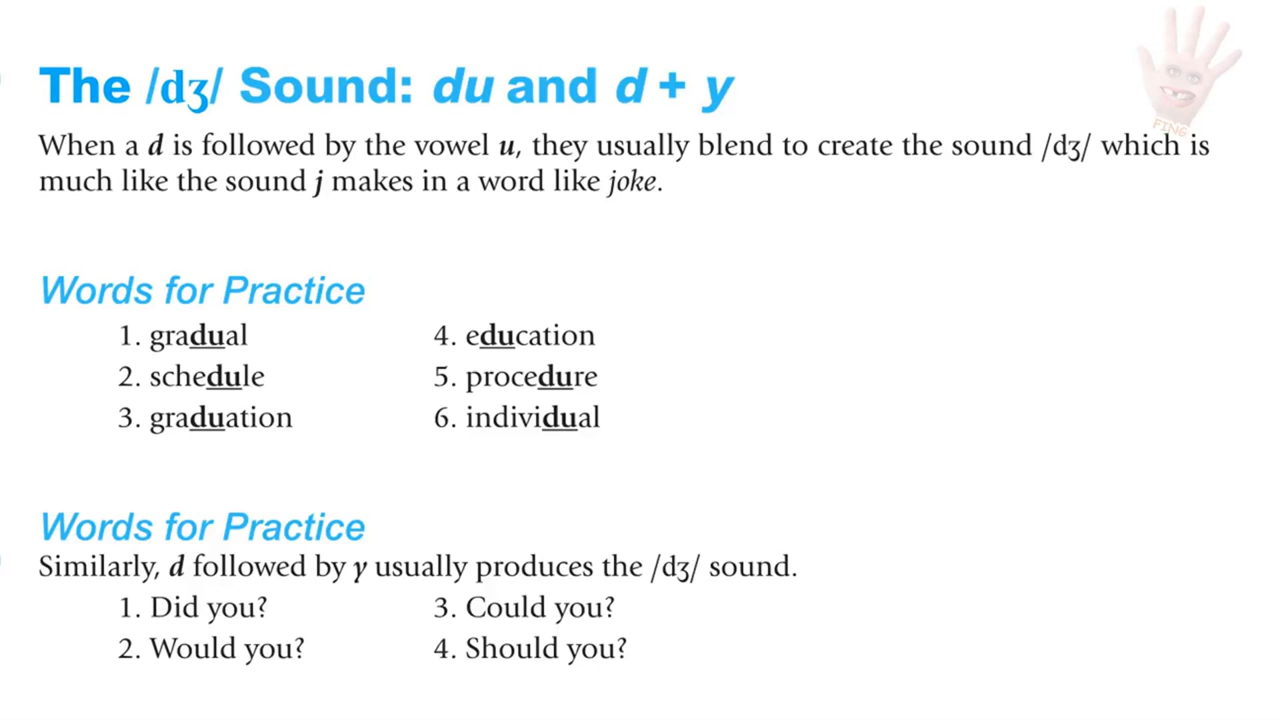 The /dʒ/ Sound: du and d + y
FING
When a d is followed by the vowel u, they usually blend to create the sound /dʒ/ which is
much like the sound j makes in a word like joke.
Words for Practice
1. gradual
2. schedule
3. graduation
4. education
5. procedure
6. individual
Words for Practice
Similarly, d followed by y usually produces the /dʒ/ sound.
1. Did you?
2. Would you?
3. Could you?
4. Should you?